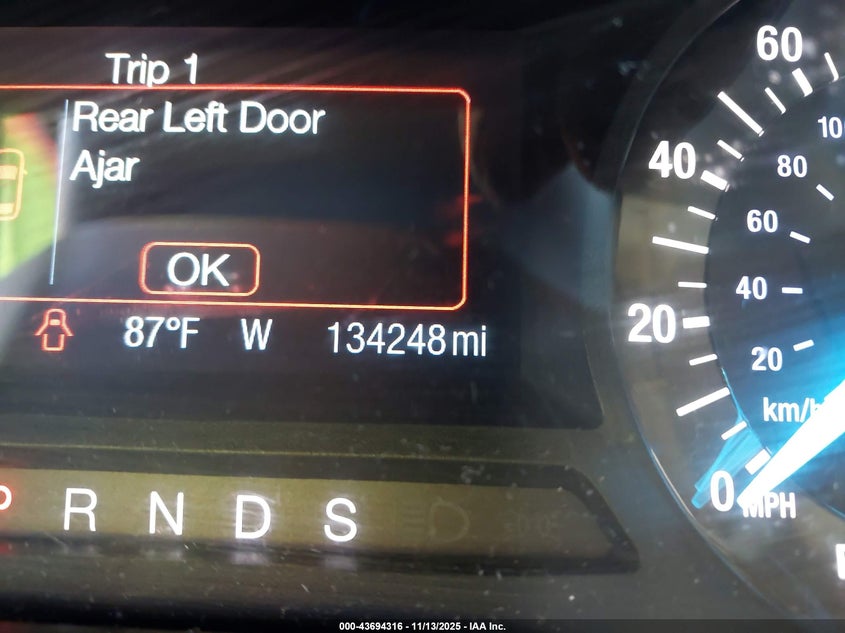 Trip 1
Rear Left Door
Ajar
OK
87°F W 134248 mi
P R N D S
60
40
20
0
MPH
100
80
60
40
20
km/h
000-43694316 - 11/13/2025 - IAA Inc.